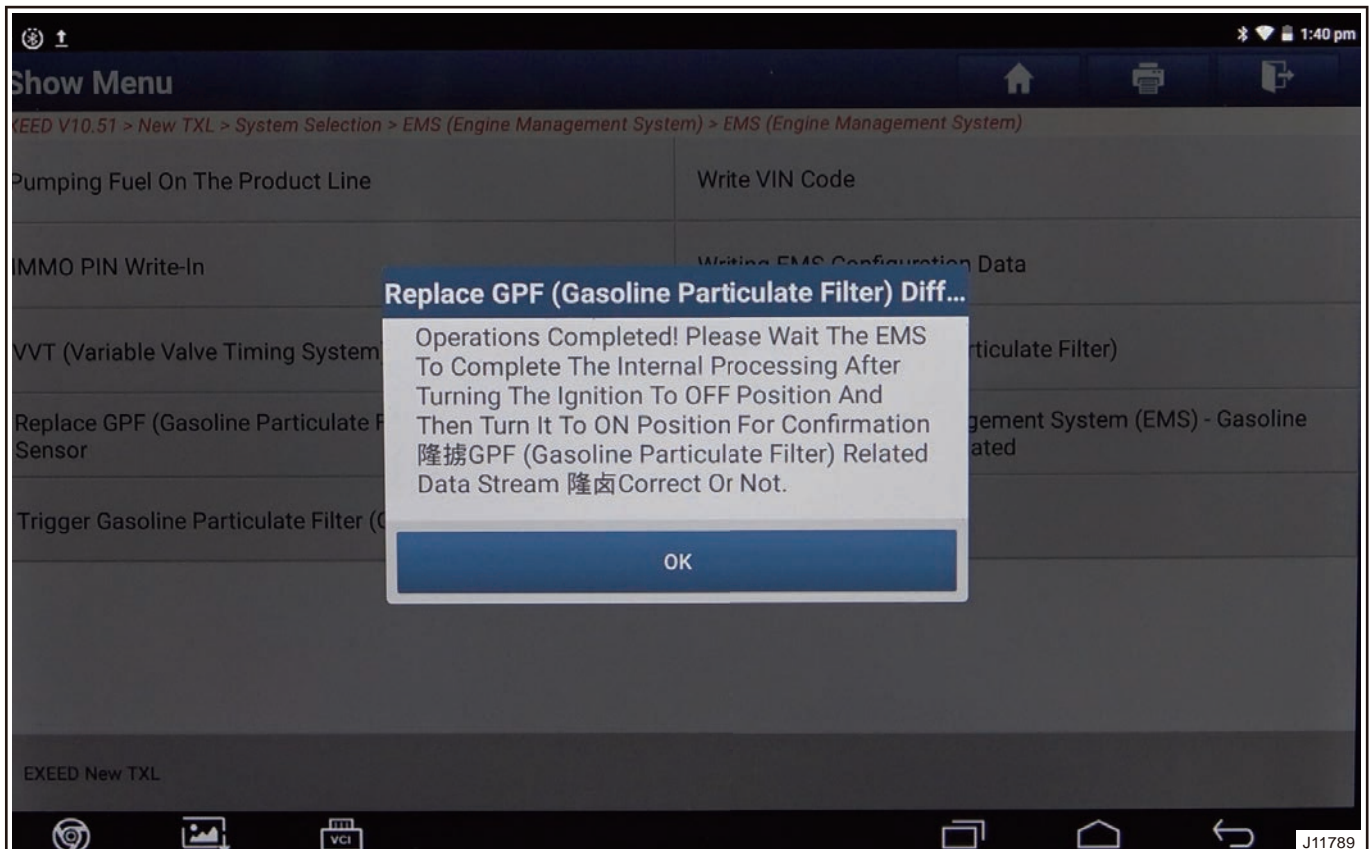 1:40 pm
Show Menu
XEED V10.51 > New TXL > System Selection > EMS (Engine Management System) > EMS (Engine Management System)
Pumping Fuel On The Product Line
Write VIN Code
IMMO PIN Write-In
Writing EMS Configuration Data
Replace GPF (Gasoline Particulate Filter) Diff...
Operations Completed! Please Wait The EMS
To Complete The Internal Processing After
Turning The Ignition To OFF Position And
Then Turn It To ON Position For Confirmation
隆掳GPF (Gasoline Particulate Filter) Related
Data Stream 隆卤Correct Or Not.
OK
VVT (Variable Valve Timing System
rticulate Filter)
Replace GPF (Gasoline Particulate F
Sensor
gement System (EMS) - Gasoline
ated
Trigger Gasoline Particulate Filter (G
EXEED New TXL
VCI
J11789